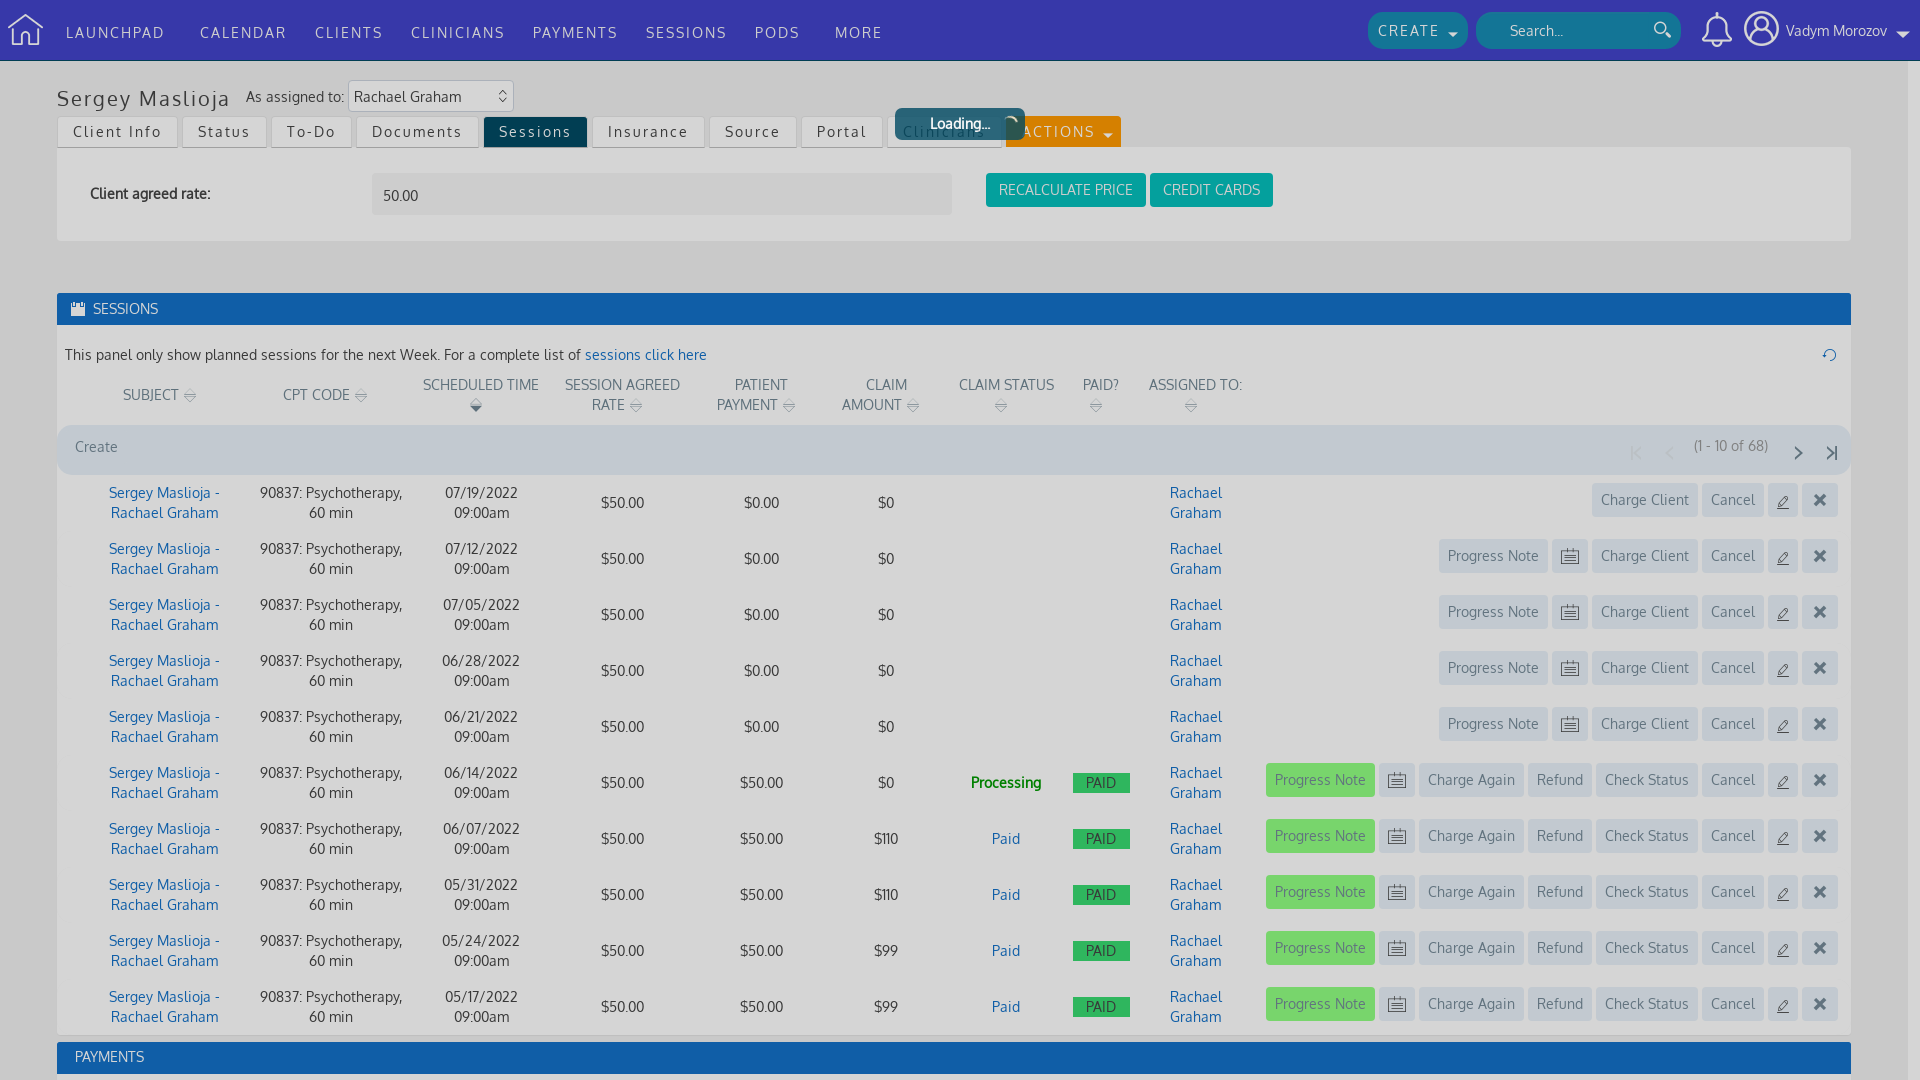 LAUNCHPAD CALENDAR CLIENTS CLINICIANS PAYMENTS SESSIONS PODS MORE CREATE Search... Vadym Morozov
Sergey Maslioja As assigned to: Rachael Graham
Loading...
Client Info Status To-Do Documents Sessions Insurance Source Portal Clinicians ACTIONS
Client agreed rate: 50.00 RECALCULATE PRICE CREDIT CARDS
SESSIONS
This panel only show planned sessions for the next Week. For a complete list of sessions click here
SCHEDULED TIME SESSION AGREED PATIENT CLAIM CLAIM STATUS PAID? ASSIGNED TO:
SUBJECT CPT CODE
RATE PAYMENT AMOUNT
Create (1 - 10 of 68)
Sergey Maslioja - 90837: Psychotherapy, 07/19/2022 Rachael
$50.00 $0.00 $0 Charge Client Cancel
Rachael Graham 60 min 09:00am Graham
Sergey Maslioja - 90837: Psychotherapy, 07/12/2022 Rachael
$50.00 $0.00 $0 Progress Note Charge Client Cancel
Rachael Graham 60 min 09:00am Graham
Sergey Maslioja - 90837: Psychotherapy, 07/05/2022 Rachael
$50.00 $0.00 $0 Progress Note Charge Client Cancel
Rachael Graham 60 min 09:00am Graham
Sergey Maslioja - 90837: Psychotherapy, 06/28/2022 Rachael
$50.00 $0.00 $0 Progress Note Charge Client Cancel
Rachael Graham 60 min 09:00am Graham
Sergey Maslioja - 90837: Psychotherapy, 06/21/2022 Rachael
$50.00 $0.00 $0 Progress Note Charge Client Cancel
Rachael Graham 60 min 09:00am Graham
Sergey Maslioja - 90837: Psychotherapy, 06/14/2022 Rachael
$50.00 $50.00 $0 Processing PAID Progress Note Charge Again Refund Check Status Cancel
Rachael Graham 60 min 09:00am Graham
Sergey Maslioja - 90837: Psychotherapy, 06/07/2022 Rachael
$50.00 $50.00 $110 Paid PAID Progress Note Charge Again Refund Check Status Cancel
Rachael Graham 60 min 09:00am Graham
Sergey Maslioja - 90837: Psychotherapy, 05/31/2022 Rachael
$50.00 $50.00 $110 Paid PAID Progress Note Charge Again Refund Check Status Cancel
Rachael Graham 60 min 09:00am Graham
Sergey Maslioja - 90837: Psychotherapy, 05/24/2022 Rachael
$50.00 $50.00 $99 Paid PAID Progress Note Charge Again Refund Check Status Cancel
Rachael Graham 60 min 09:00am Graham
Sergey Maslioja - 90837: Psychotherapy, 05/17/2022 Rachael
$50.00 $50.00 $99 Paid PAID Progress Note Charge Again Refund Check Status Cancel
Rachael Graham 60 min 09:00am Graham
PAYMENTS